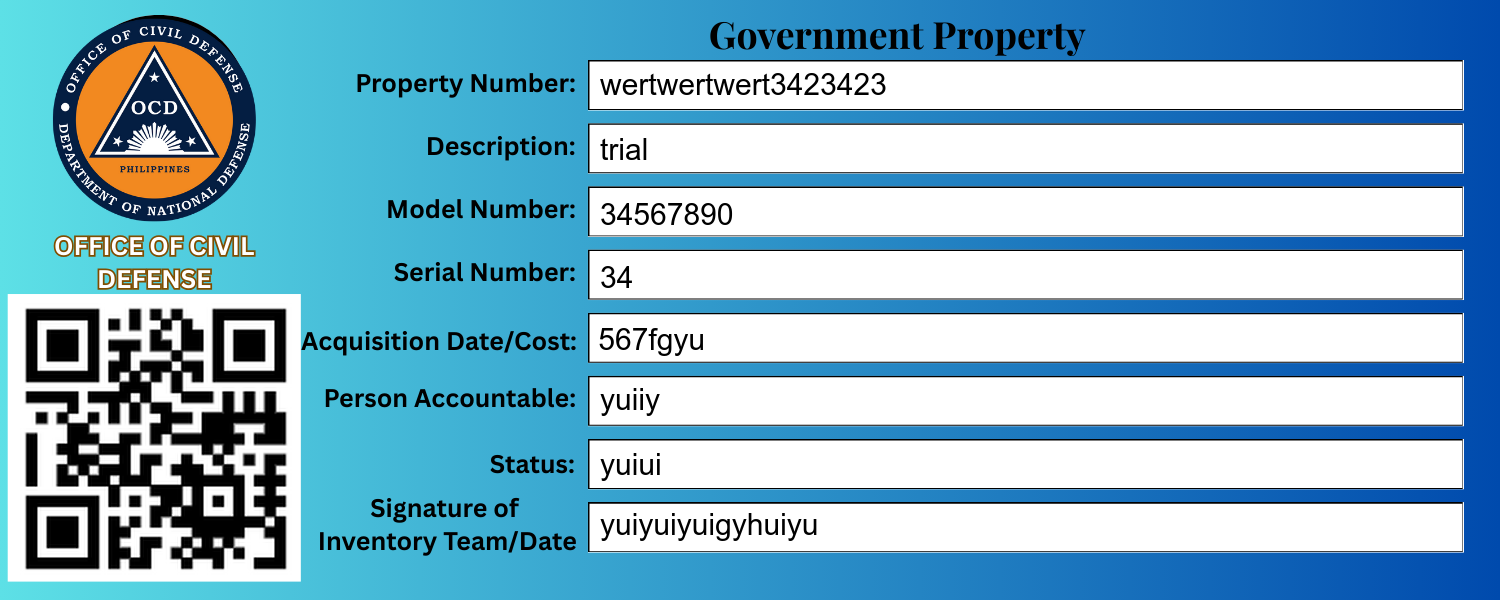 Government Property
OFFICE OF CIVIL DEFENSE
DEPARTMENT OF NATIONAL DEFENSE
OCD
PHILIPPINES
OFFICE OF CIVIL
DEFENSE
Property Number: wertwertwert3423423
Description: trial
Model Number: 34567890
Serial Number: 34
Acquisition Date/Cost: 567fgyu
Person Accountable: yuiiy
Status: yuiui
Signature of
Inventory Team/Date yuiyuiyuigyhuiyu